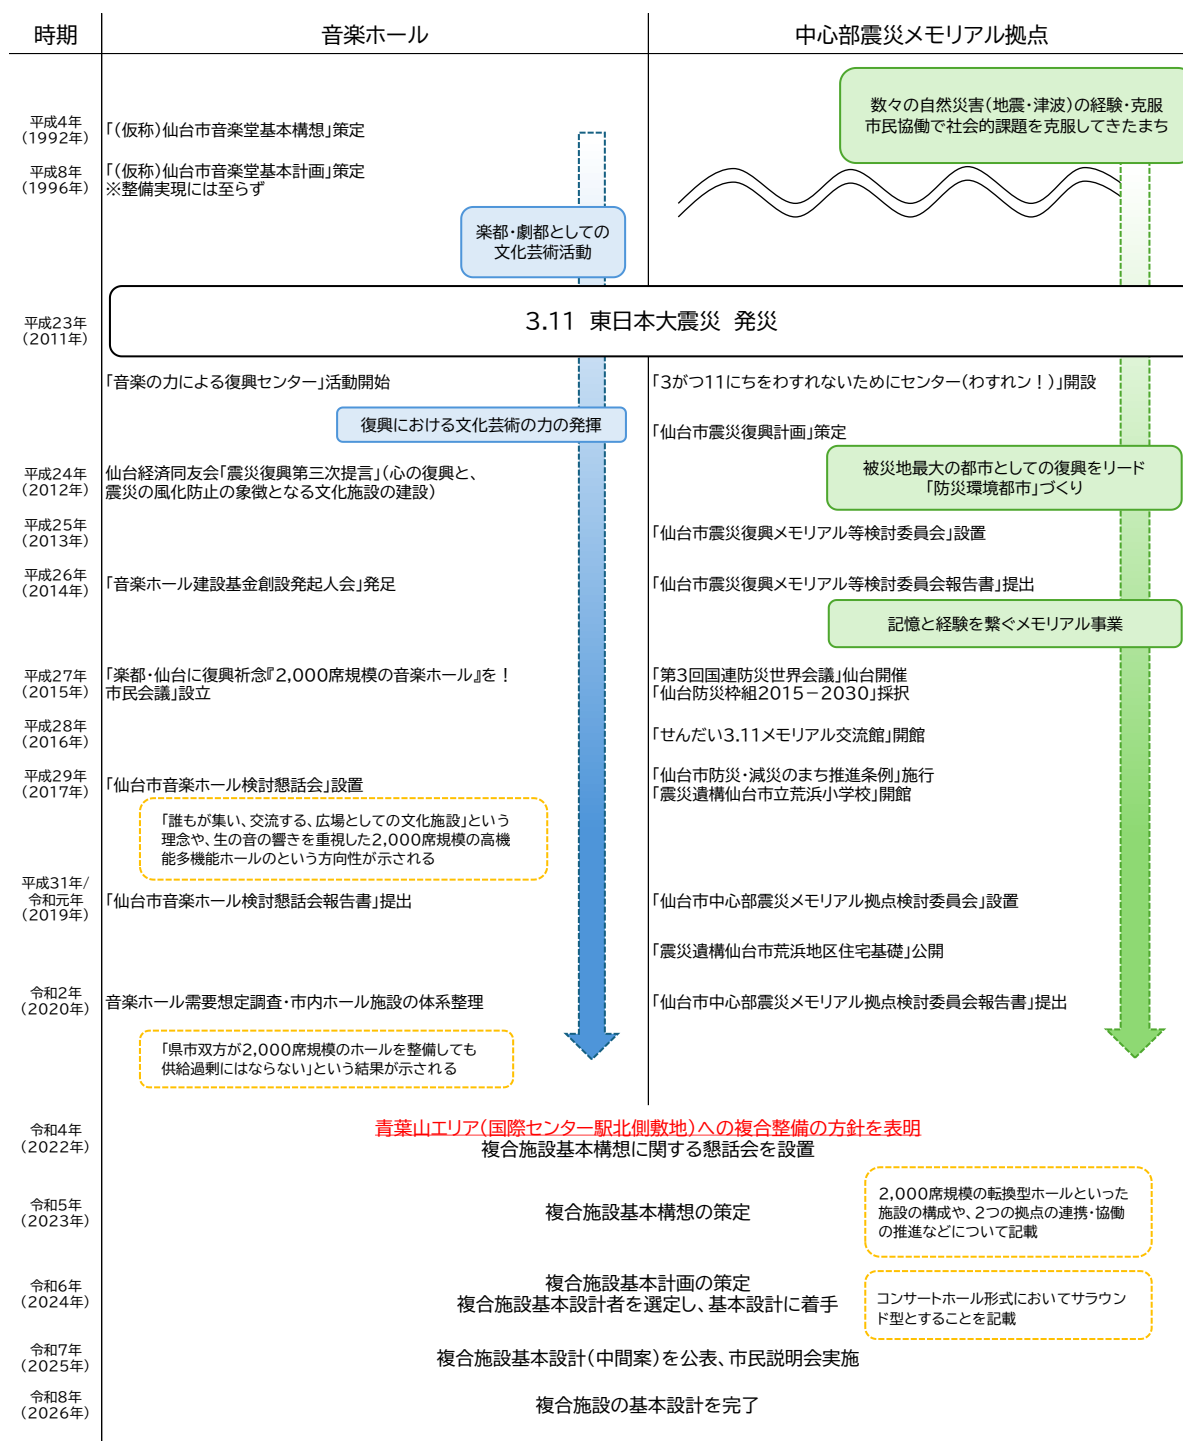 時期
音楽ホール
中心部震災メモリアル拠点
数々の自然災害(地震・津波)の経験・克服
市民協働で社会的課題を克服してきたまち
平成4年
(1992年)
「(仮称)仙台市音楽堂基本構想」策定
平成8年
(1996年)
「(仮称)仙台市音楽堂基本計画」策定
※整備実現には至らず
楽都・劇都としての
文化芸術活動
平成23年
(2011年)
3.11 東日本大震災 発災
「音楽の力による復興センター」活動開始
「3がつ11にちをわすれないためにセンター(わすれン!)」開設
復興における文化芸術の力の発揮
「仙台市震災復興計画」策定
平成24年
(2012年)
仙台経済同友会「震災復興第三次提言」(心の復興と、
震災の風化防止の象徴となる文化施設の建設)
被災地最大の都市としての復興をリード
「防災環境都市」づくり
平成25年
(2013年)
「仙台市震災復興メモリアル等検討委員会」設置
平成26年
(2014年)
「音楽ホール建設基金創設発起人会」発足
「仙台市震災復興メモリアル等検討委員会報告書」提出
記憶と経験を繋ぐメモリアル事業
平成27年
(2015年)
「楽都・仙台に復興祈念『2,000席規模の音楽ホール』を!
市民会議」設立
「第3回国連防災世界会議」仙台開催
「仙台防災枠組2015-2030」採択
平成28年
(2016年)
「せんだい3.11メモリアル交流館」開館
平成29年
(2017年)
「仙台市音楽ホール検討懇話会」設置
「仙台市防災・減災のまち推進条例」施行
「震災遺構仙台市立荒浜小学校」開館
「誰もが集い、交流する、広場としての文化施設」という
理念や、生の音の響きを重視した2,000席規模の高機
能多機能ホールのという方向性が示される
平成31年/
令和元年
(2019年)
「仙台市音楽ホール検討懇話会報告書」提出
「仙台市中心部震災メモリアル拠点検討委員会」設置
「震災遺構仙台市荒浜地区住宅基礎」公開
令和2年
(2020年)
音楽ホール需要想定調査・市内ホール施設の体系整理
「仙台市中心部震災メモリアル拠点検討委員会報告書」提出
「県市双方が2,000席規模のホールを整備しても
供給過剰にはならない」という結果が示される
令和4年
(2022年)
青葉山エリア(国際センター駅北側敷地)への複合整備の方針を表明
複合施設基本構想に関する懇話会を設置
令和5年
(2023年)
複合施設基本構想の策定
2,000席規模の転換型ホールといった
施設の構成や、2つの拠点の連携・協働
の推進などについて記載
令和6年
(2024年)
複合施設基本計画の策定
複合施設基本設計者を選定し、基本設計に着手
コンサートホール形式においてサラウン
ド型とすることを記載
令和7年
(2025年)
複合施設基本設計(中間案)を公表、市民説明会実施
令和8年
(2026年)
複合施設の基本設計を完了